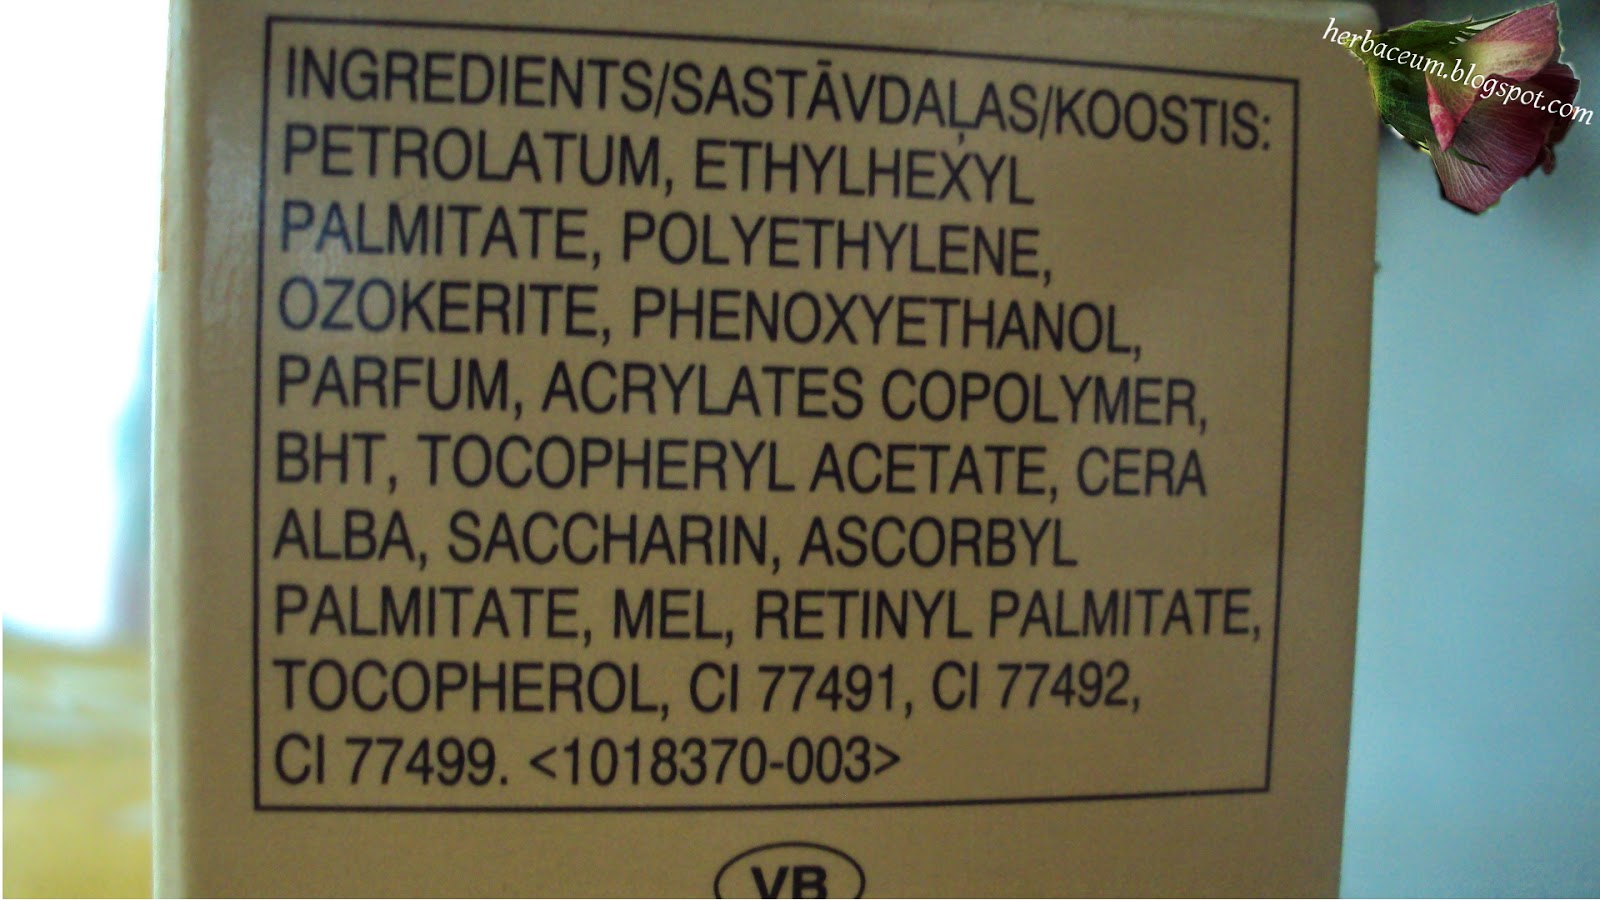 herbaceum.blogspot.com
INGREDIENTS/SASTĀVDAĻAS/KOOSTIS:
PETROLATUM, ETHYLHEXYL
PALMITATE, POLYETHYLENE,
OZOKERITE, PHENOXYETHANOL,
PARFUM, ACRYLATES COPOLYMER,
BHT, TOCOPHERYL ACETATE, CERA
ALBA, SACCHARIN, ASCORBYL
PALMITATE, MEL, RETINYL PALMITATE,
TOCOPHEROL, CI 77491, CI 77492,
CI 77499. <1018370-003>
VB